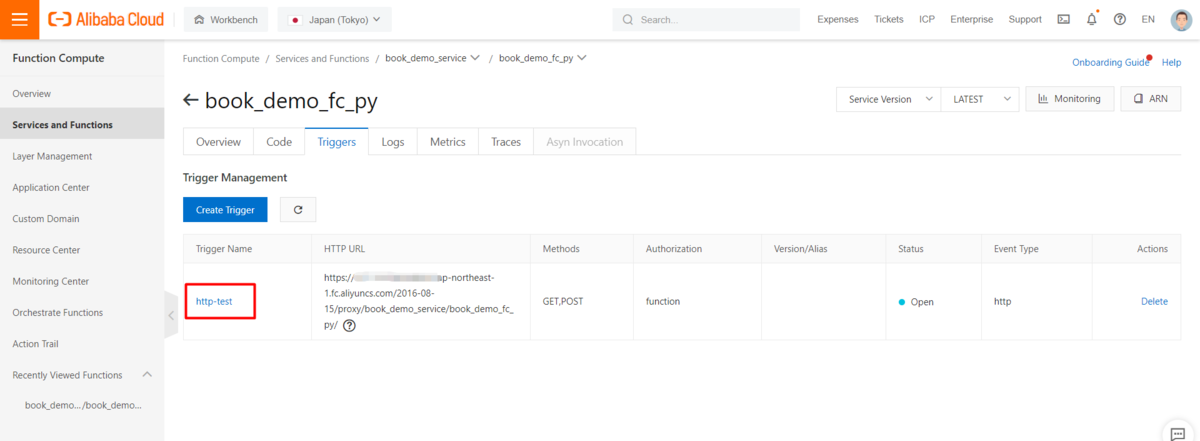 Alibaba Cloud
Workbench
Japan (Tokyo)
Search...
Expenses
Tickets
ICP
Enterprise
Support
EN
Function Compute
Overview
Services and Functions
Layer Management
Application Center
Custom Domain
Resource Center
Monitoring Center
Orchestrate Functions
Action Trail
Recently Viewed Functions
book_demo.../book_demo...
Function Compute / Services and Functions / book_demo_service / book_demo_fc_py
Onboarding Guide
Help
book_demo_fc_py
Service Version
LATEST
Monitoring
ARN
Overview
Code
Triggers
Logs
Metrics
Traces
Asyn Invocation
Trigger Management
Create Trigger
Trigger Name
HTTP URL
Methods
Authorization
Version/Alias
Status
Event Type
Actions
http-test
https://
ap-northeast-
1.fc.aliyuncs.com/2016-08-
15/proxy/book_demo_service/book_demo_fc_
py/
GET,POST
function
Open
http
Delete